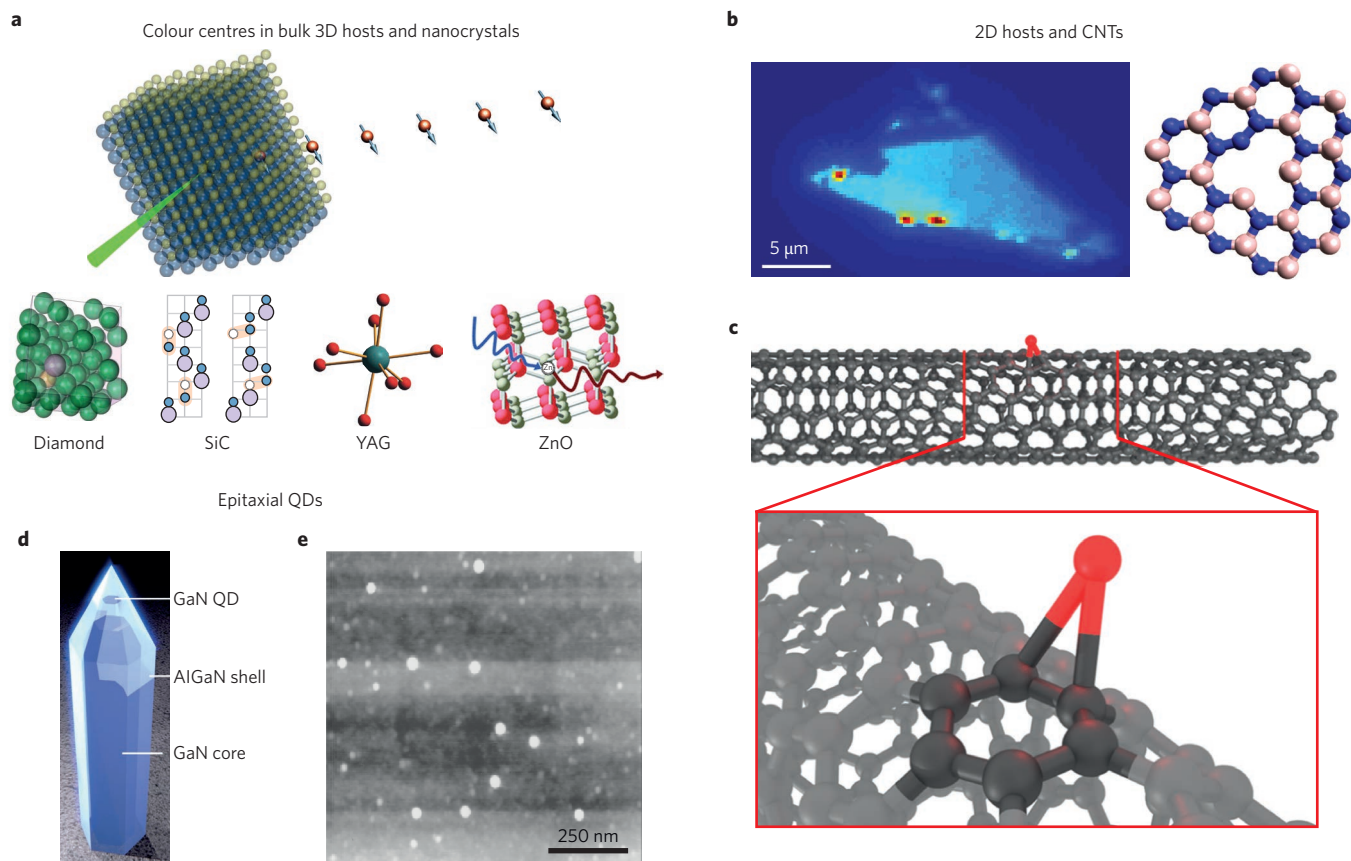 a
Colour centres in bulk 3D hosts and nanocrystals
Diamond
SiC
YAG
Zn
ZnO
b
2D hosts and CNTs
5 μm
c
Epitaxial QDs
d
GaN QD
AlGaN shell
GaN core
e
250 nm